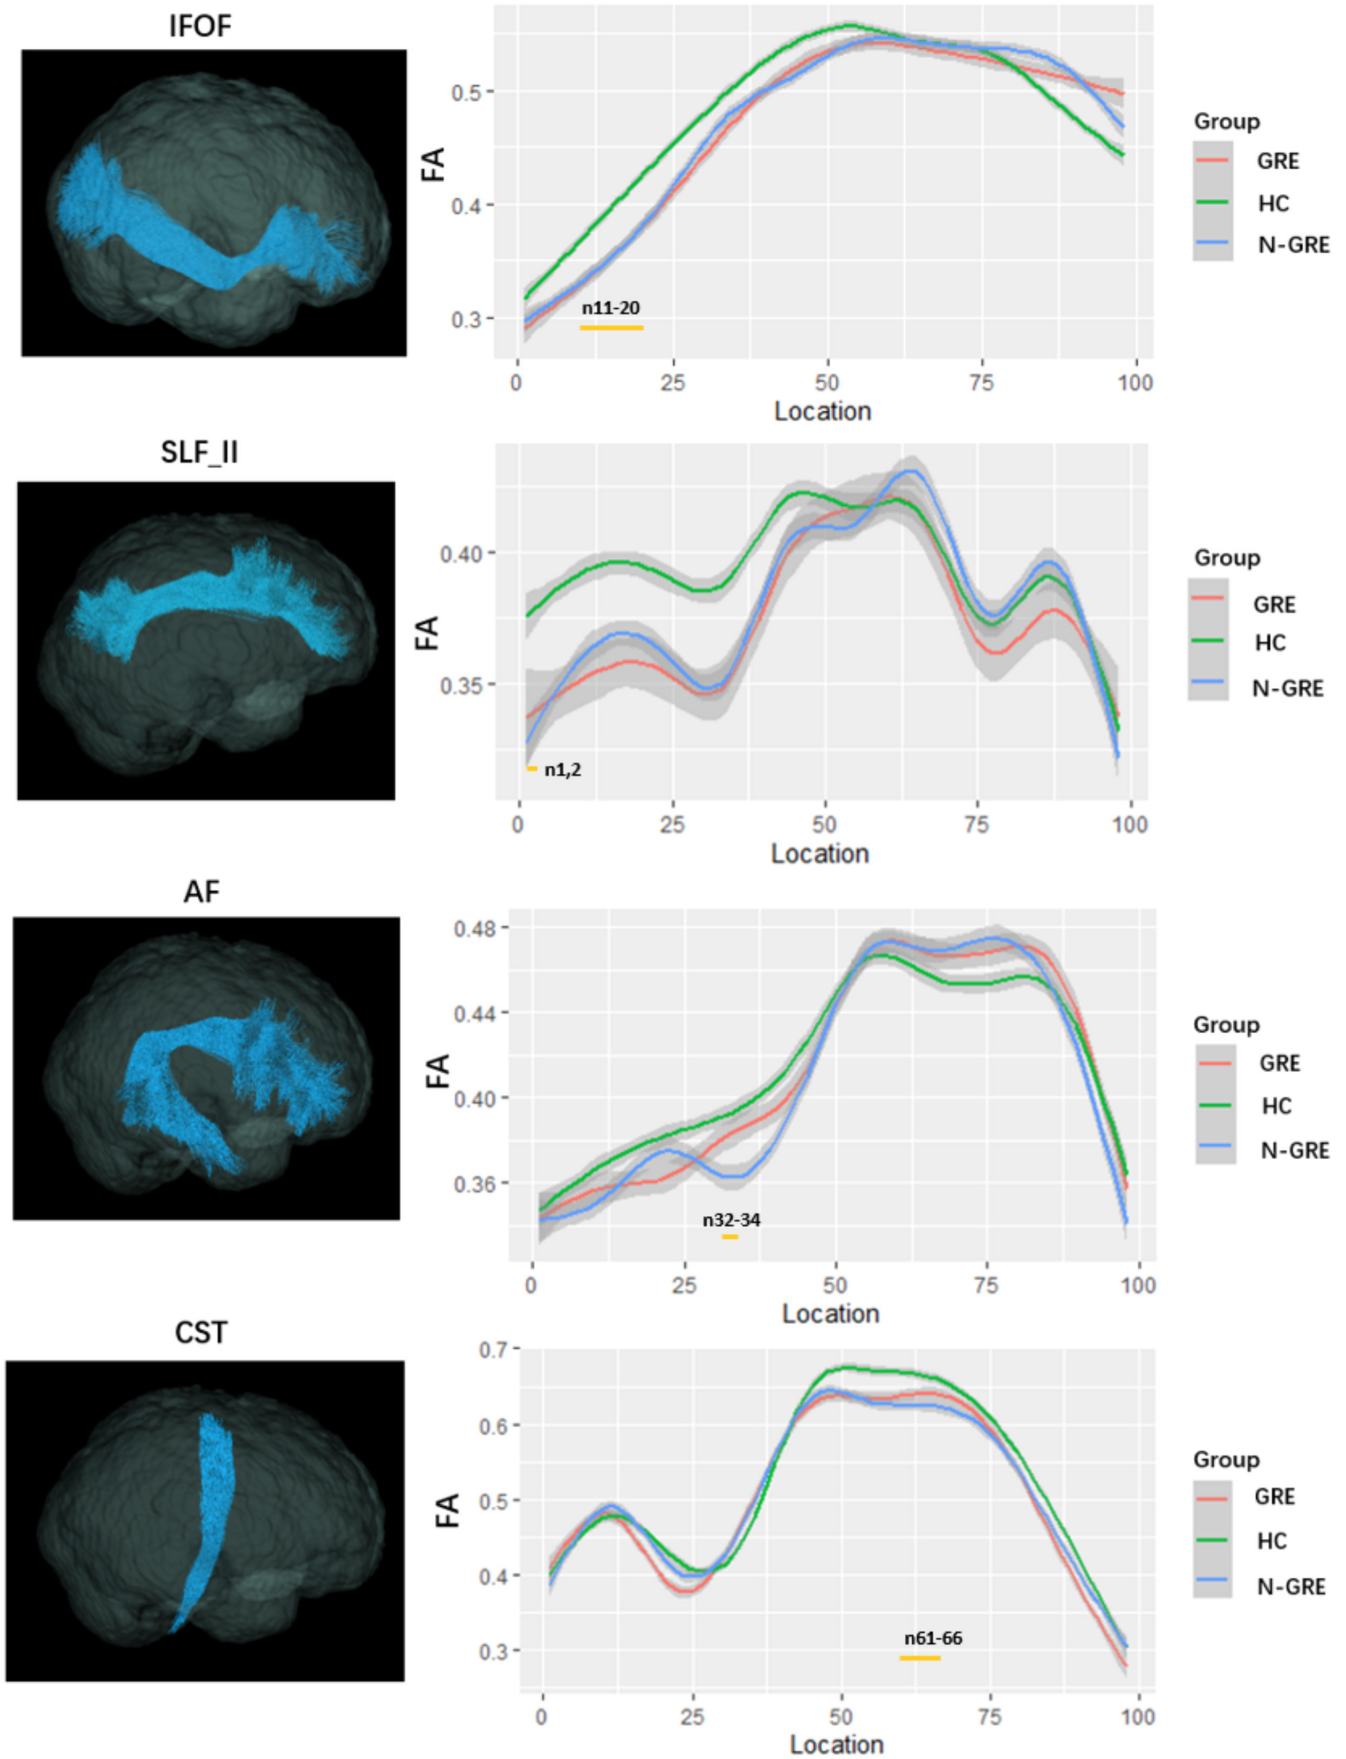 IFOF
FA
0.5
0.4
0.3
n11-20
0 25 50 75 100
Location
Group
GRE
HC
N-GRE
SLF_II
FA
0.40
0.35
n1,2
0 25 50 75 100
Location
Group
GRE
HC
N-GRE
AF
FA
0.48
0.44
0.40
0.36
n32-34
0 25 50 75 100
Location
Group
GRE
HC
N-GRE
CST
FA
0.7
0.6
0.5
0.4
0.3
n61-66
0 25 50 75 100
Location
Group
GRE
HC
N-GRE